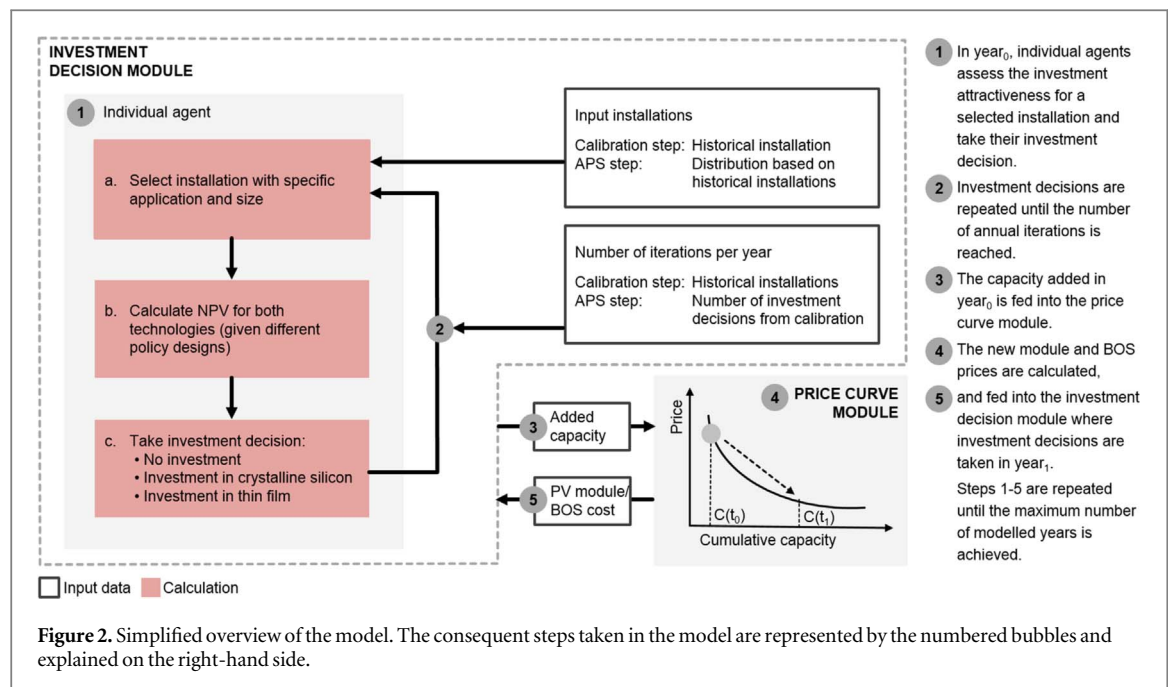 INVESTMENT
DECISION MODULE
1 Individual agent
a. Select installation with specific
application and size
b. Calculate NPV for both
technologies (given different
policy designs)
c. Take investment decision:
• No investment
• Investment in crystalline silicon
• Investment in thin film
2
Input installations
Calibration step: Historical installation
APS step: Distribution based on
historical installations
Number of iterations per year
Calibration step: Historical installations
APS step: Number of investment
decisions from calibration
3 Added
capacity
5 PV module/
BOS cost
4 PRICE CURVE
MODULE
Price
C(t₀) C(t₁)
Cumulative capacity
Input data Calculation
1 In year₀, individual agents
assess the investment
attractiveness for a
selected installation and
take their investment
decision.
2 Investment decisions are
repeated until the number
of annual iterations is
reached.
3 The capacity added in
year₀ is fed into the price
curve module.
4 The new module and BOS
prices are calculated,
5 and fed into the investment
decision module where
investment decisions are
taken in year₁.
Steps 1-5 are repeated
until the maximum number
of modelled years is
achieved.
Figure 2. Simplified overview of the model. The consequent steps taken in the model are represented by the numbered bubbles and
explained on the right-hand side.